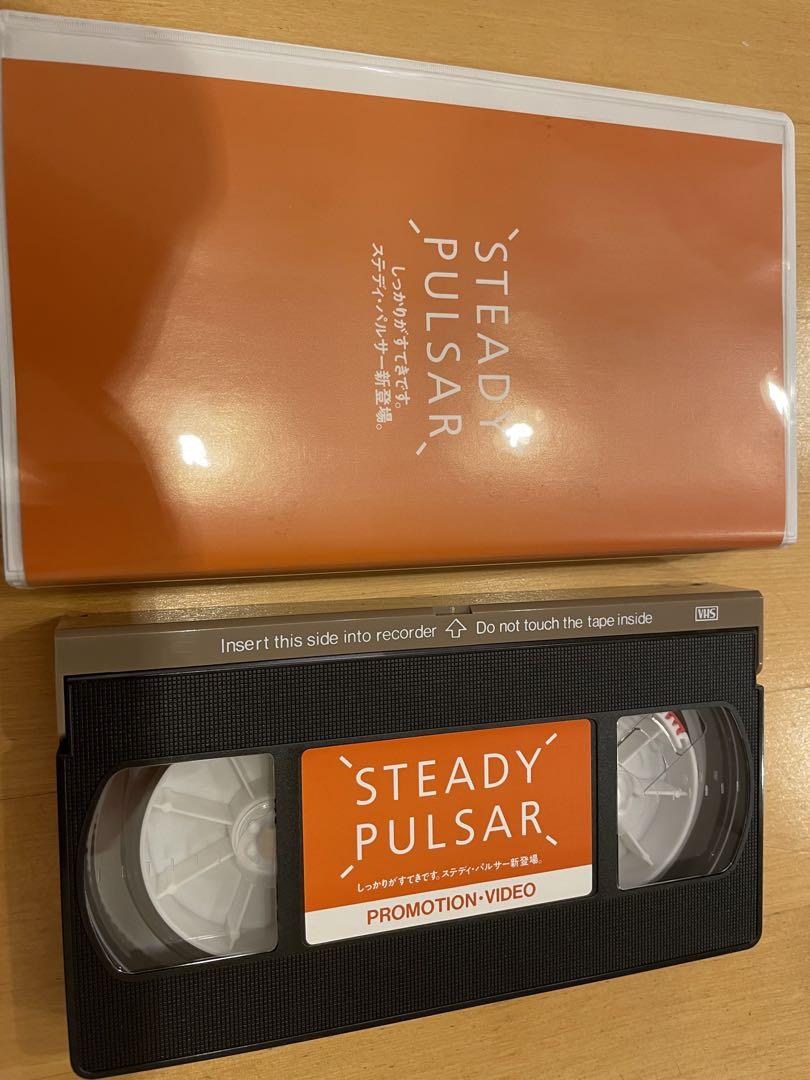 STEADY
PULSAR
しっかりがすてきです。
ステディ・パルサー新登場。
Insert this side into recorder ⇧ Do not touch the tape inside
VHS
STEADY
PULSAR
しっかりがすてきです。ステディ・パルサー新登場。
PROMOTION・VIDEO